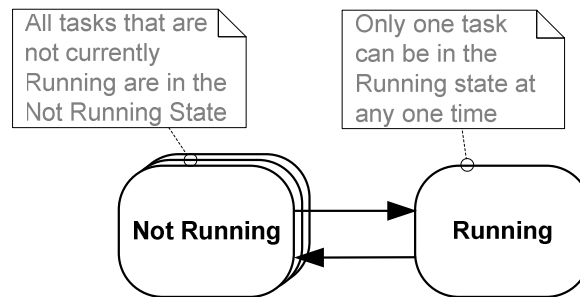 All tasks that are
not currently
Running are in the
Not Running State
Only one task
can be in the
Running state at
any one time
Not Running
Running